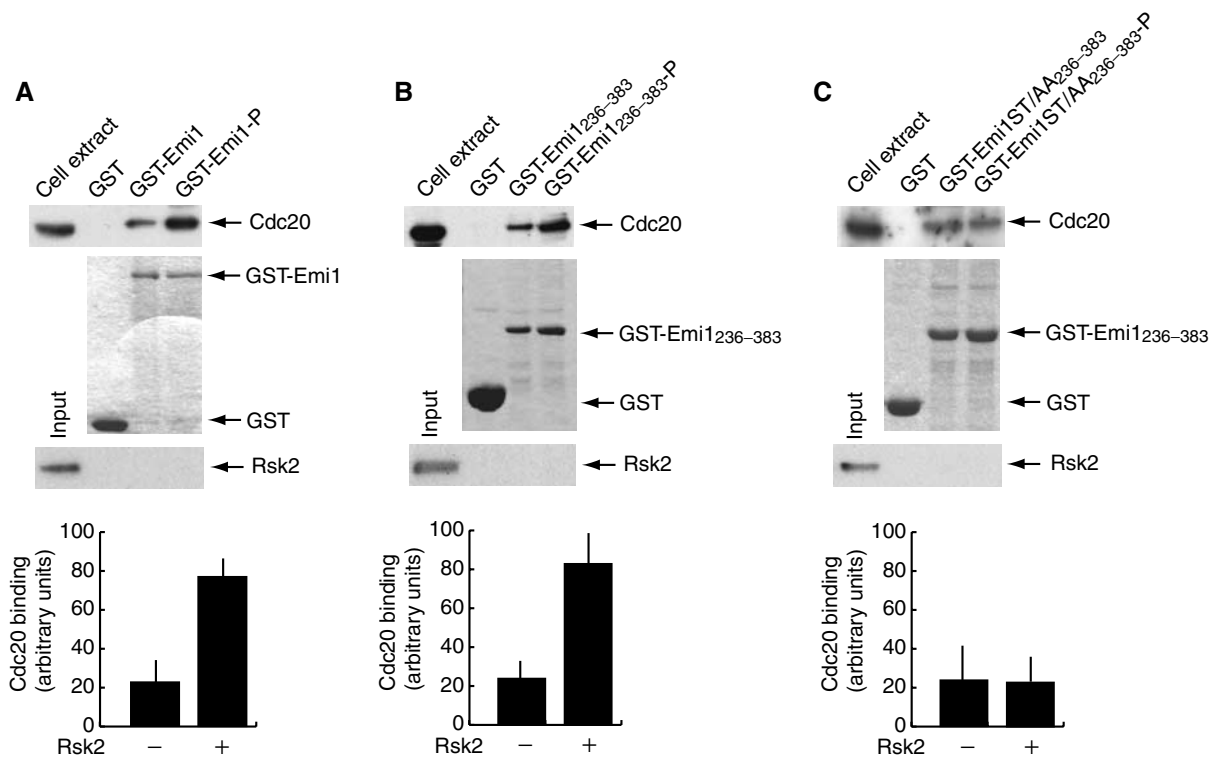 A
Cell extract
GST
GST-Emi1
GST-Emi1-P
Cdc20
GST-Emi1
GST
Input
Rsk2
Cdc20 binding
(arbitrary units)
100
80
60
40
20
0
Rsk2 − +
B
Cell extract
GST
GST-Emi1236–383
GST-Emi1236–383-P
Cdc20
GST-Emi1236–383
GST
Input
Rsk2
Cdc20 binding
(arbitrary units)
100
80
60
40
20
0
Rsk2 − +
C
Cell extract
GST
GST-Emi1ST/AA236–383
GST-Emi1ST/AA236–383-P
Cdc20
GST-Emi1236–383
GST
Input
Rsk2
Cdc20 binding
(arbitrary units)
100
80
60
40
20
0
Rsk2 − +